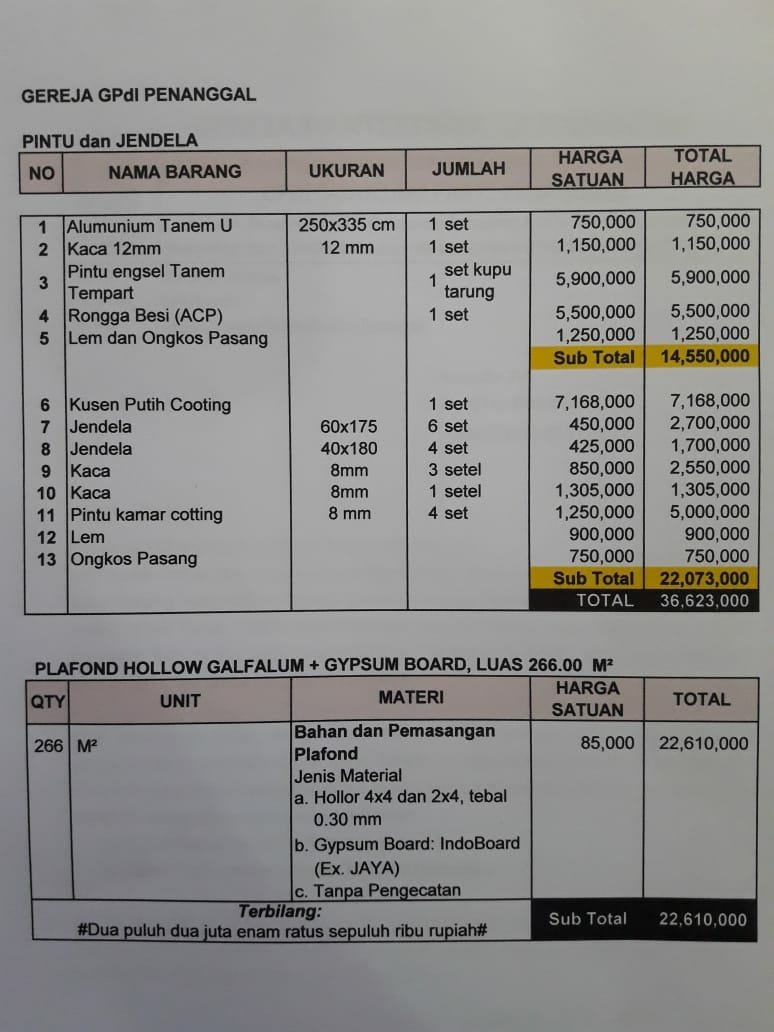 GEREJA GPdI PENANGGAL
PINTU dan JENDELA
NO NAMA BARANG UKURAN JUMLAH HARGA SATUAN TOTAL HARGA
1 Alumunium Tanem U 250x335 cm 1 set 750,000 750,000
2 Kaca 12mm 12 mm 1 set 1,150,000 1,150,000
3 Pintu engsel Tanem Tempart 1 set kupu tarung 5,900,000 5,900,000
4 Rongga Besi (ACP) 1 set 5,500,000 5,500,000
5 Lem dan Ongkos Pasang 1,250,000 1,250,000
Sub Total 14,550,000
6 Kusen Putih Cooting 1 set 7,168,000 7,168,000
7 Jendela 60x175 6 set 450,000 2,700,000
8 Jendela 40x180 4 set 425,000 1,700,000
9 Kaca 8mm 3 setel 850,000 2,550,000
10 Kaca 8mm 1 setel 1,305,000 1,305,000
11 Pintu kamar cotting 8 mm 4 set 1,250,000 5,000,000
12 Lem 900,000 900,000
13 Ongkos Pasang 750,000 750,000
Sub Total 22,073,000
TOTAL 36,623,000
PLAFOND HOLLOW GALFALUM + GYPSUM BOARD, LUAS 266.00 M²
QTY UNIT MATERI HARGA SATUAN TOTAL
266 M² Bahan dan Pemasangan Plafond 85,000 22,610,000
Jenis Material
a. Hollor 4x4 dan 2x4, tebal
0.30 mm
b. Gypsum Board: IndoBoard
(Ex. JAYA)
c. Tanpa Pengecatan
Terbilang:
#Dua puluh dua juta enam ratus sepuluh ribu rupiah# Sub Total 22,610,000